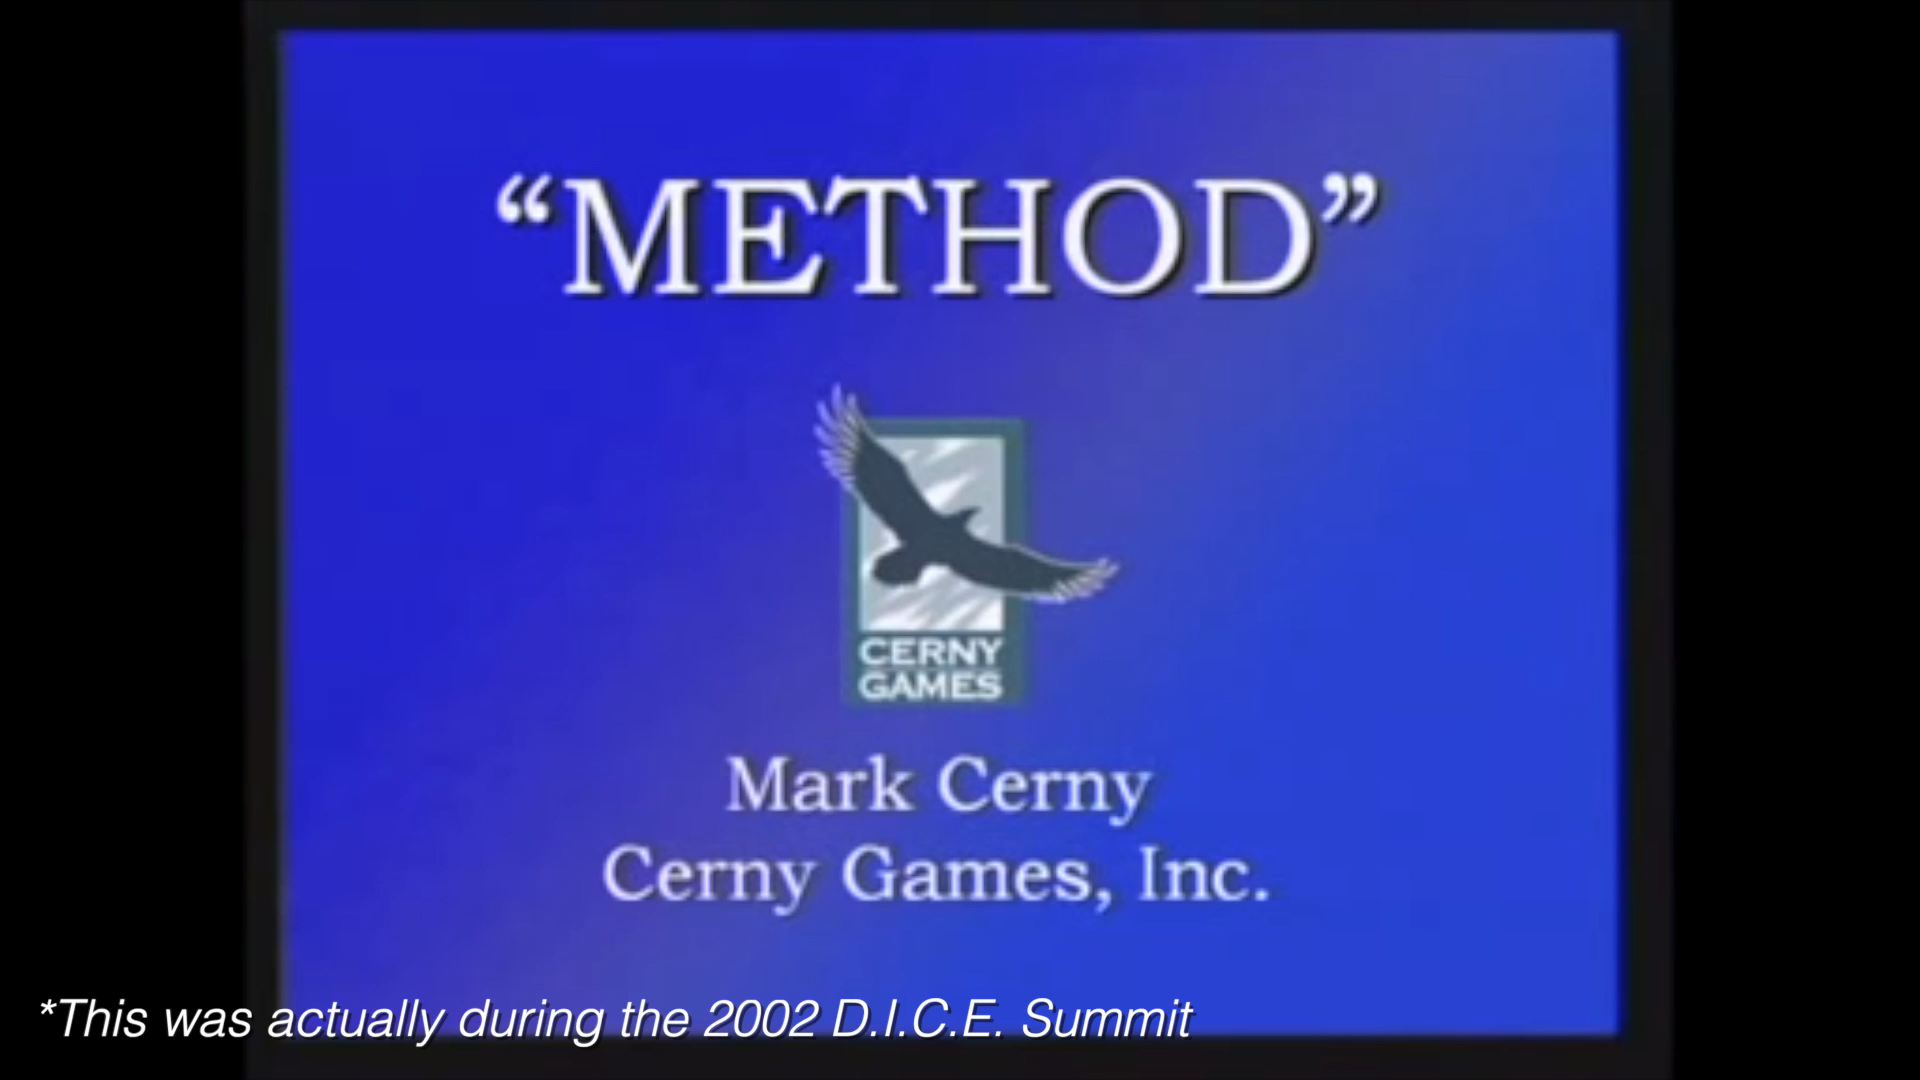 “METHOD”
CERNY
GAMES
Mark Cerny
Cerny Games, Inc.
*This was actually during the 2002 D.I.C.E. Summit